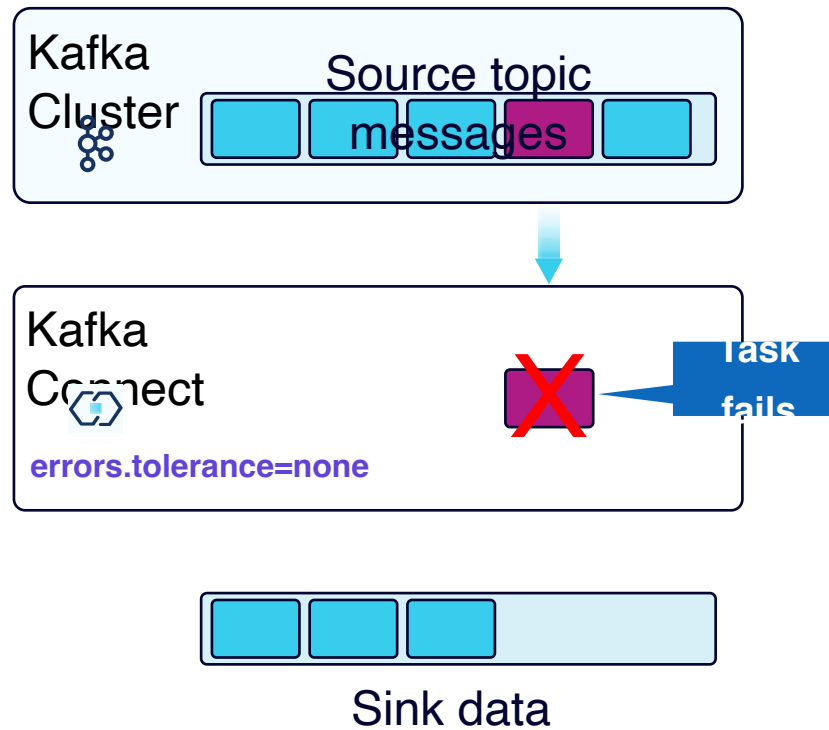 Kafka
Cluster
Source topic
messages
Kafka
Connect
errors.tolerance=none
Task
fails
Sink data